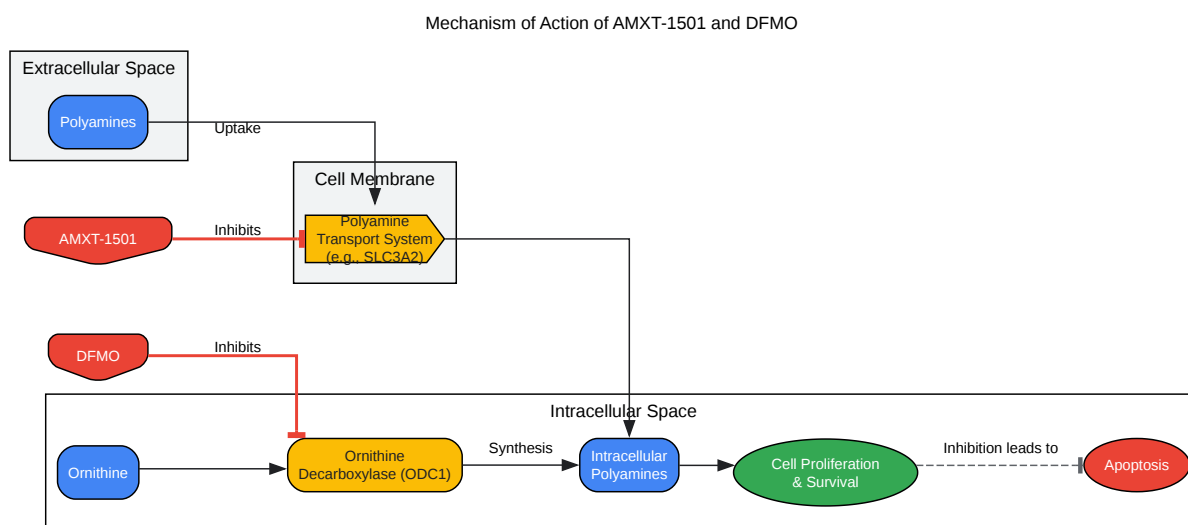 Mechanism of Action of AMXT-1501 and DFMO
Extracellular Space
Polyamines
Uptake
Cell Membrane
AMXT-1501
Inhibits
Polyamine
Transport System
(e.g., SLC3A2)
DFMO
Inhibits
Intracellular Space
Ornithine
Ornithine
Decarboxylase (ODC1)
Synthesis
Intracellular
Polyamines
Cell Proliferation
& Survival
Inhibition leads to
Apoptosis